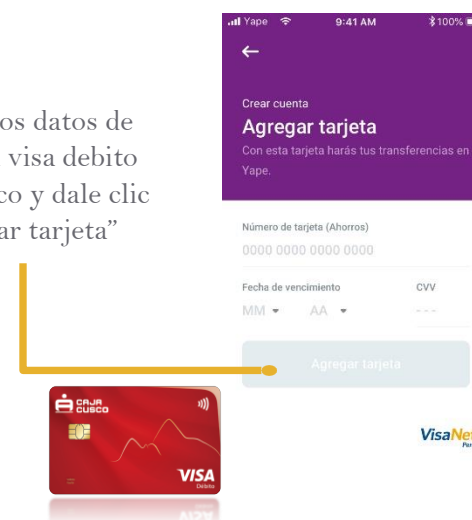 Yape 9:41 AM 100%
Crear cuenta
Agregar tarjeta
Con esta tarjeta harás tus transferencias en
Yape.
os datos de
visa debito
co y dale clic
ar tarjeta”
Número de tarjeta (Ahorros)
0000 0000 0000 0000
Fecha de vencimiento CVV
MM AA ---
Agregar tarjeta
CAJA
CUSCO
VISA
Débito
VisaNet